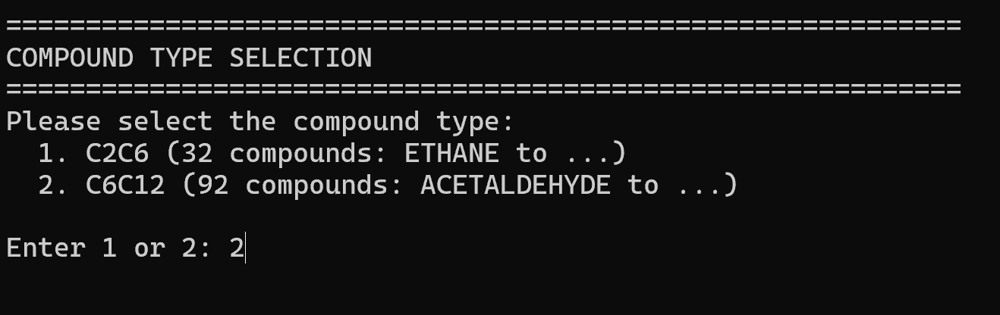 ============================================================
COMPOUND TYPE SELECTION
============================================================
Please select the compound type:
  1. C2C6 (32 compounds: ETHANE to ...)
  2. C6C12 (92 compounds: ACETALDEHYDE to ...)
Enter 1 or 2: 2